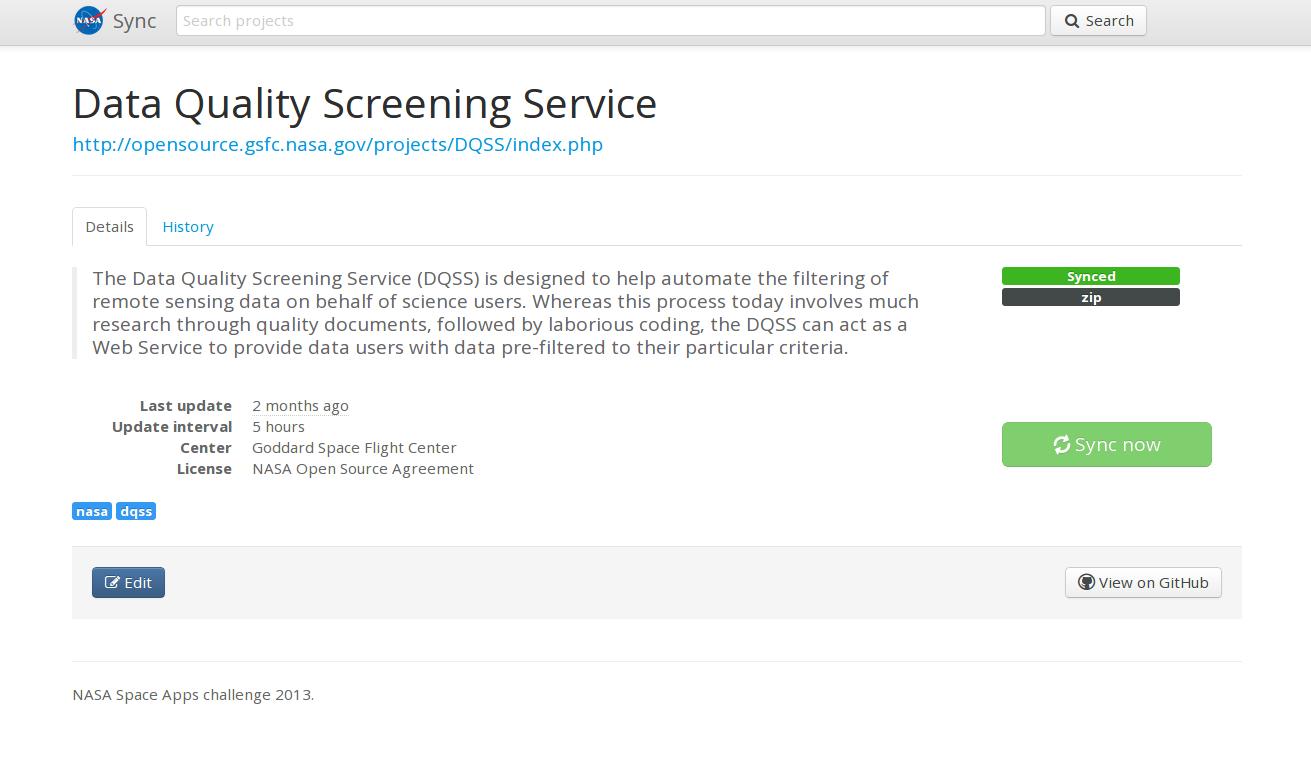 NASA Sync Search projects Search
Data Quality Screening Service
http://opensource.gsfc.nasa.gov/projects/DQSS/index.php
Details History
The Data Quality Screening Service (DQSS) is designed to help automate the filtering of
remote sensing data on behalf of science users. Whereas this process today involves much
research through quality documents, followed by laborious coding, the DQSS can act as a
Web Service to provide data users with data pre-filtered to their particular criteria.
Synced
zip
Last update 2 months ago
Update interval 5 hours
Center Goddard Space Flight Center
License NASA Open Source Agreement
Sync now
nasa dqss
Edit View on GitHub
NASA Space Apps challenge 2013.